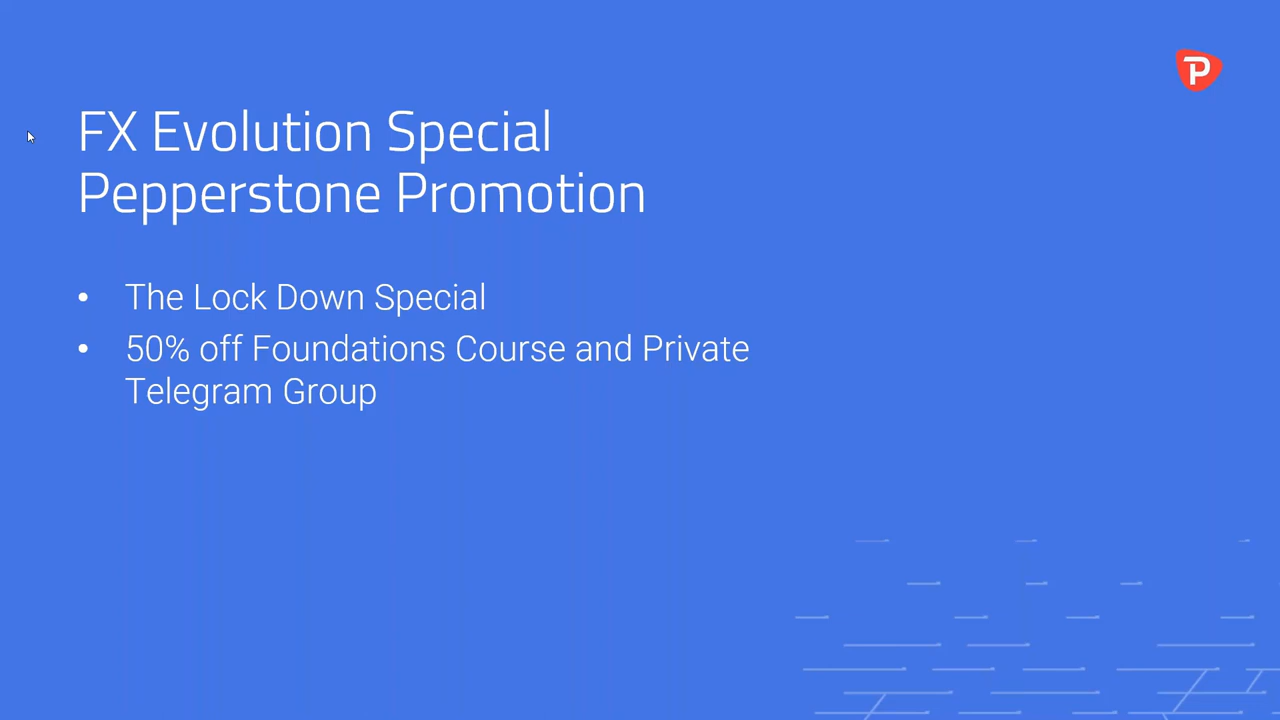 P
FX Evolution Special
Pepperstone Promotion
• The Lock Down Special
• 50% off Foundations Course and Private
Telegram Group